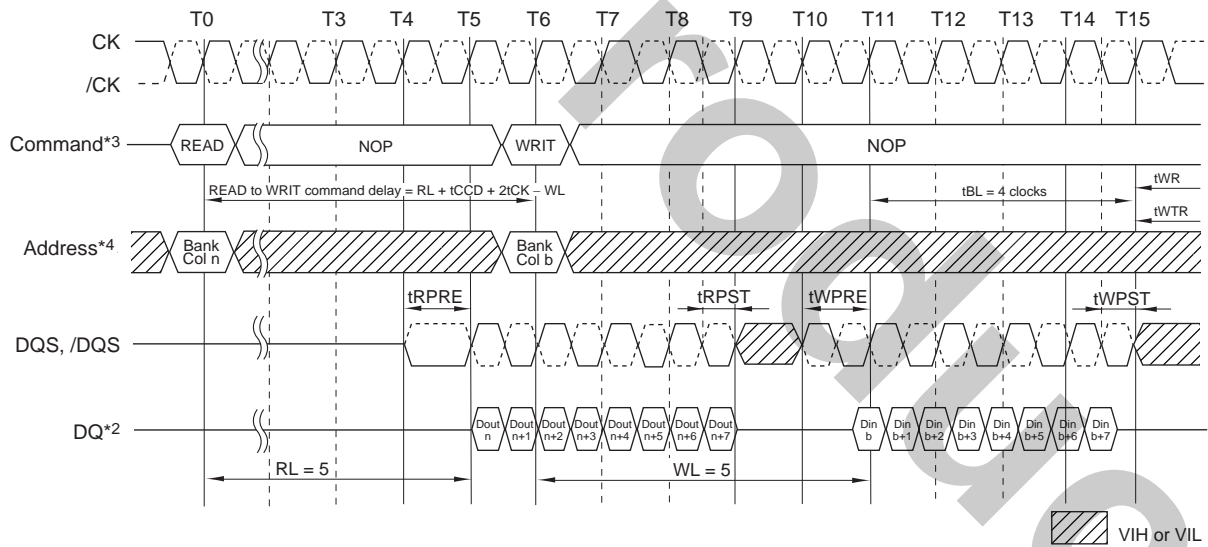 T0 T3 T4 T5 T6 T7 T8 T9 T10 T11 T12 T13 T14 T15
CK
/CK
Command*3 READ NOP WRIT NOP
READ to WRIT command delay = RL + tCCD + 2tCK – WL
tBL = 4 clocks
tWR
tWTR
Address*4 Bank Col n Bank Col b
tRPRE tRPST tWPRE tWPST
DQS, /DQS
DQ*2 Dout n Dout n+1 Dout n+2 Dout n+3 Dout n+4 Dout n+5 Dout n+6 Dout n+7 Din b Din b+1 Din b+2 Din b+3 Din b+4 Din b+5 Din b+6 Din b+7
RL = 5 WL = 5
VIH or VIL
roduc